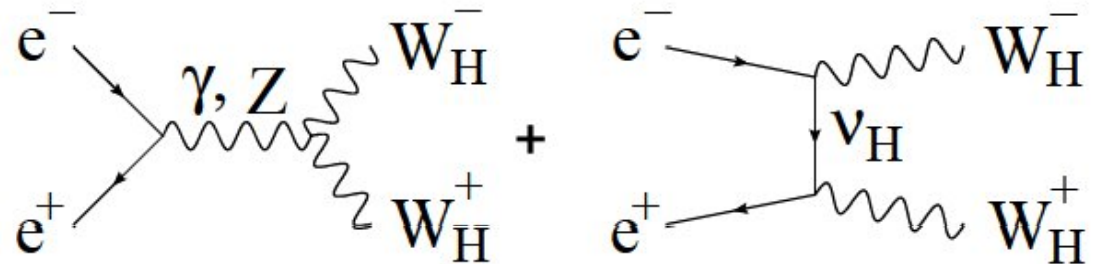 e⁻ W_H⁻ e⁻ W_H⁻
γ, Z + ν_H
e⁺ W_H⁺ e⁺ W_H⁺